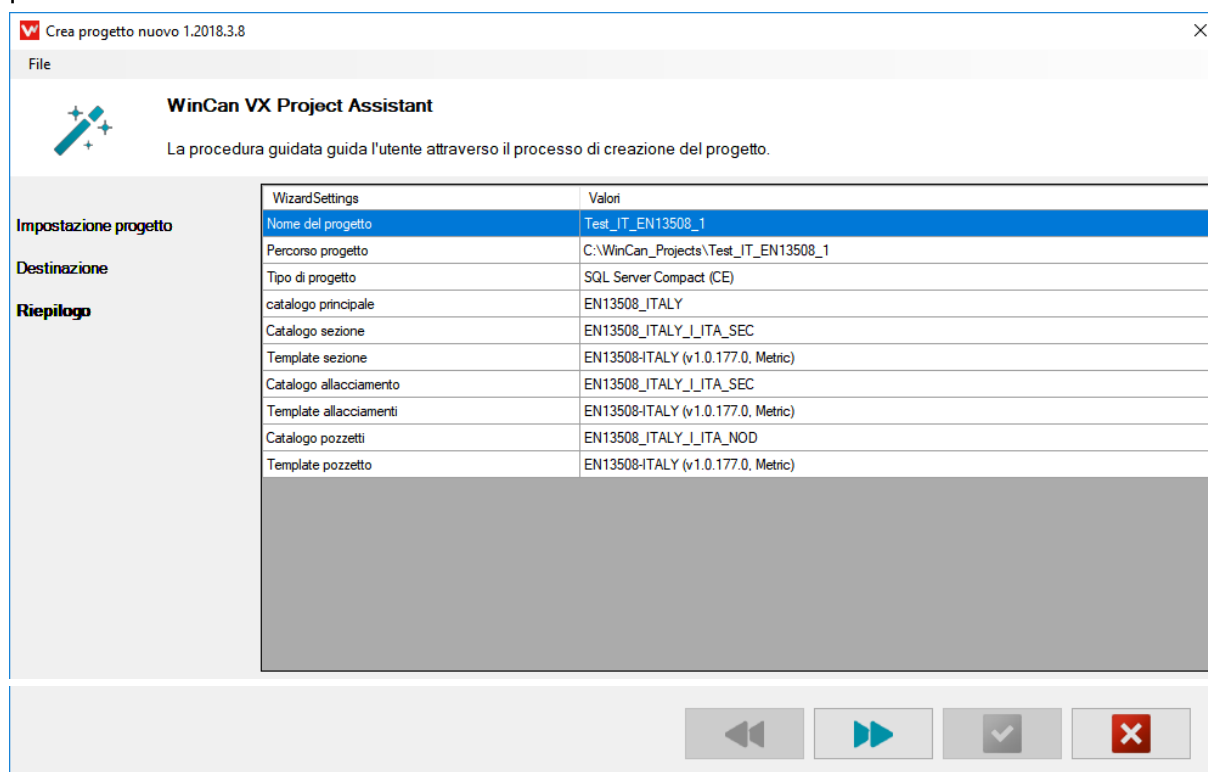 Crea progetto nuovo 1.2018.3.8
File
WinCan VX Project Assistant
La procedura guidata guida l'utente attraverso il processo di creazione del progetto.
Impostazione progetto
Destinazione
Riepilogo
WizardSettings Valori
Nome del progetto Test_IT_EN13508_1
Percorso progetto C:\WinCan_Projects\Test_IT_EN13508_1
Tipo di progetto SQL Server Compact (CE)
catalogo principale EN13508_ITALY
Catalogo sezione EN13508_ITALY_I_ITA_SEC
Template sezione EN13508-ITALY (v1.0.177.0, Metric)
Catalogo allacciamento EN13508_ITALY_I_ITA_SEC
Template allacciamenti EN13508-ITALY (v1.0.177.0, Metric)
Catalogo pozzetti EN13508_ITALY_I_ITA_NOD
Template pozzetto EN13508-ITALY (v1.0.177.0, Metric)